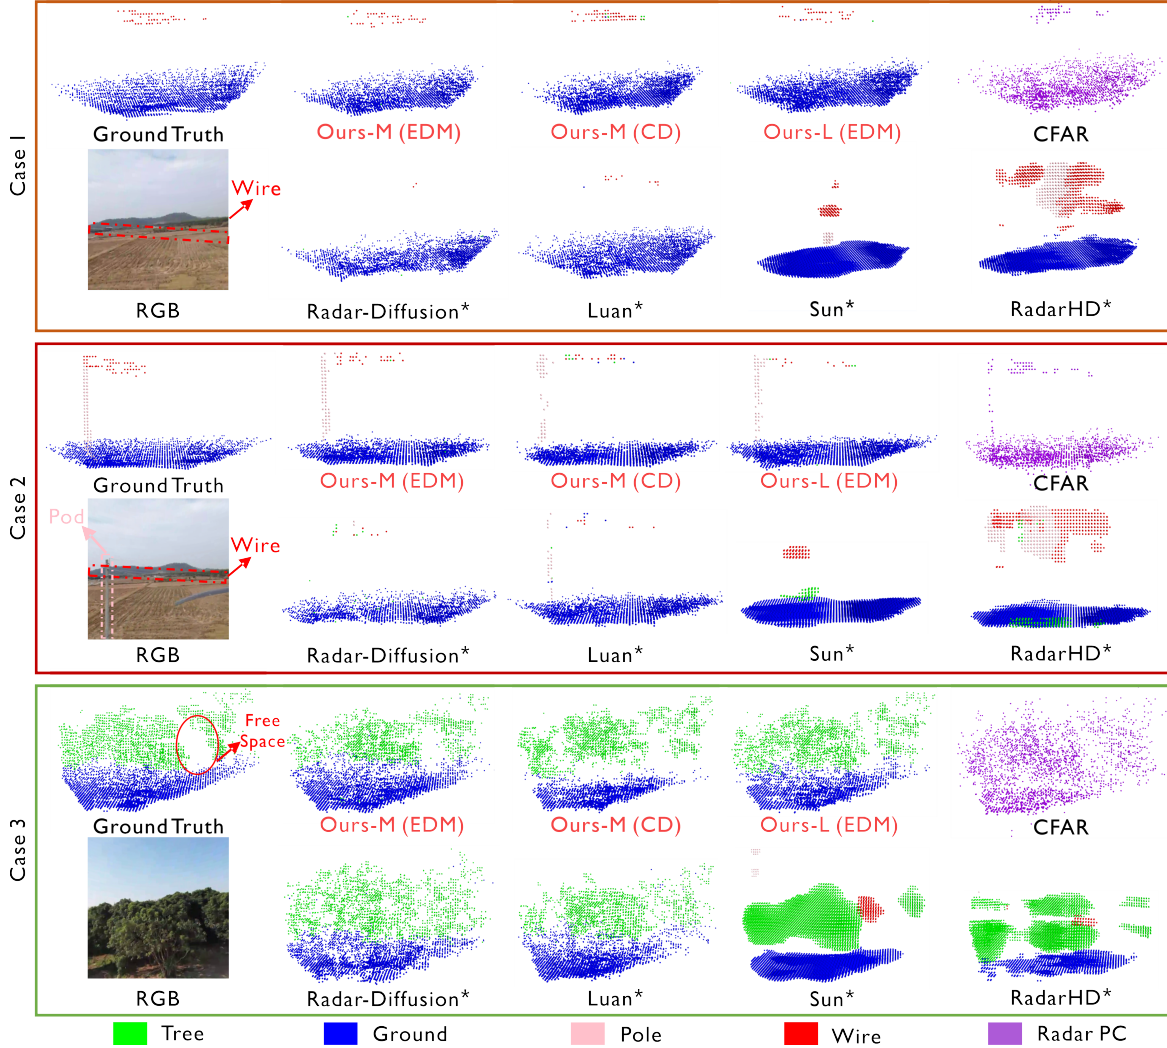 Case 1
Ground Truth
Ours-M (EDM)
Ours-M (CD)
Ours-L (EDM)
CFAR
Wire
RGB
Radar-Diffusion*
Luan*
Sun*
RadarHD*
Case 2
Ground Truth
Ours-M (EDM)
Ours-M (CD)
Ours-L (EDM)
CFAR
Pod
Wire
RGB
Radar-Diffusion*
Luan*
Sun*
RadarHD*
Case 3
Free
Space
Ground Truth
Ours-M (EDM)
Ours-M (CD)
Ours-L (EDM)
CFAR
RGB
Radar-Diffusion*
Luan*
Sun*
RadarHD*
Tree
Ground
Pole
Wire
Radar PC